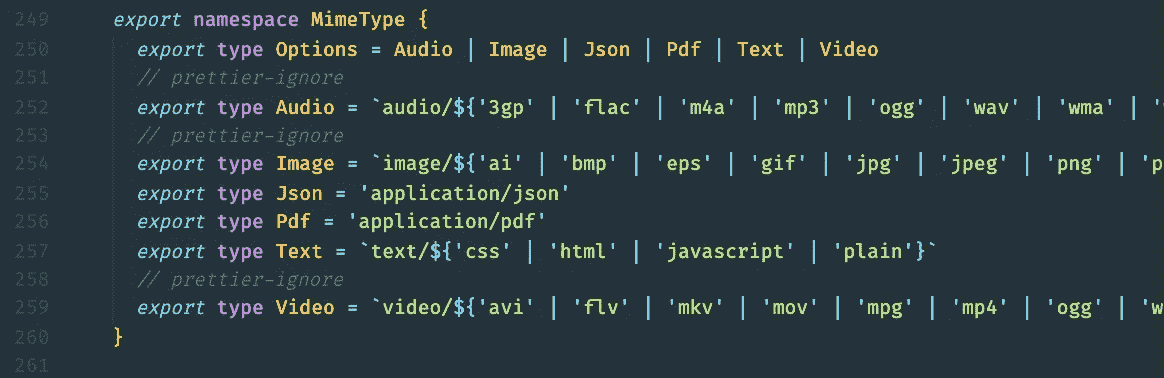 249 export namespace MimeType {
250 export type Options = Audio | Image | Json | Pdf | Text | Video
251 // prettier-ignore
252 export type Audio = `audio/${'3gp' | 'flac' | 'm4a' | 'mp3' | 'ogg' | 'wav' | 'wma' | '
253 // prettier-ignore
254 export type Image = `image/${'ai' | 'bmp' | 'eps' | 'gif' | 'jpg' | 'jpeg' | 'png' | 'p
255 export type Json = 'application/json'
256 export type Pdf = 'application/pdf'
257 export type Text = `text/${'css' | 'html' | 'javascript' | 'plain'}`
258 // prettier-ignore
259 export type Video = `video/${'avi' | 'flv' | 'mkv' | 'mov' | 'mpg' | 'mp4' | 'ogg' | 'w
260 }
261